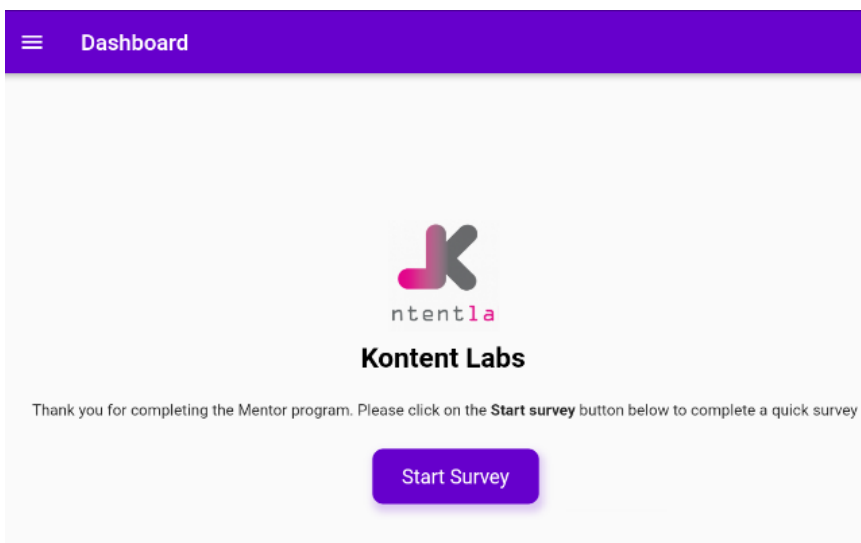 Dashboard
ntentla
Kontent Labs
Thank you for completing the Mentor program. Please click on the Start survey button below to complete a quick survey
Start Survey